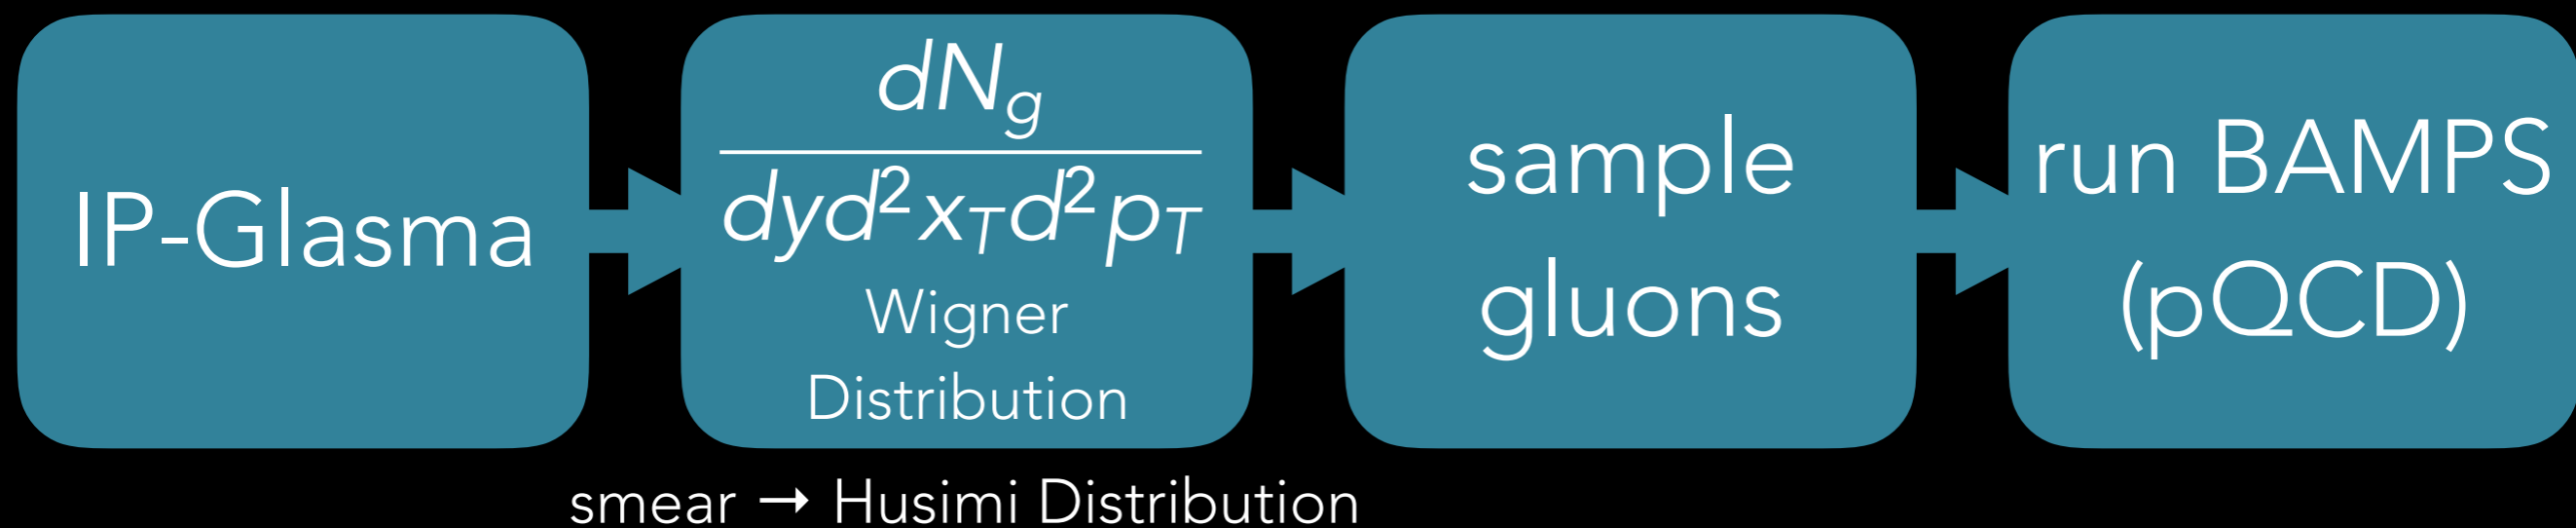 IP-Glasma
dN_g
dyd²x_Td²p_T
Wigner
Distribution
sample
gluons
run BAMPS
(pQCD)
smear → Husimi Distribution